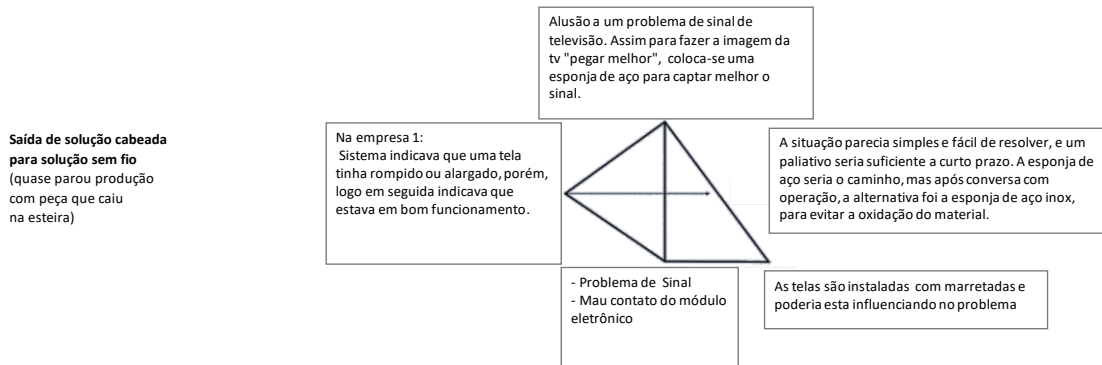 Alusão a um problema de sinal de
televisão. Assim para fazer a imagem da
tv "pegar melhor", coloca-se uma
esponja de aço para captar melhor o
sinal.
Saída de solução cabeada
para solução sem fio
(quase parou produção
com peça que caiu
na esteira)
Na empresa 1:
Sistema indicava que uma tela
tinha rompido ou alargado, porém,
logo em seguida indicava que
estava em bom funcionamento.
A situação parecia simples e fácil de resolver, e um
paliativo seria suficiente a curto prazo. A esponja de
aço seria o caminho, mas após conversa com
operação, a alternativa foi a esponja de aço inox,
para evitar a oxidação do material.
- Problema de Sinal
- Mau contato do módulo
eletrônico
As telas são instaladas com marretadas e
poderia esta influenciando no problema